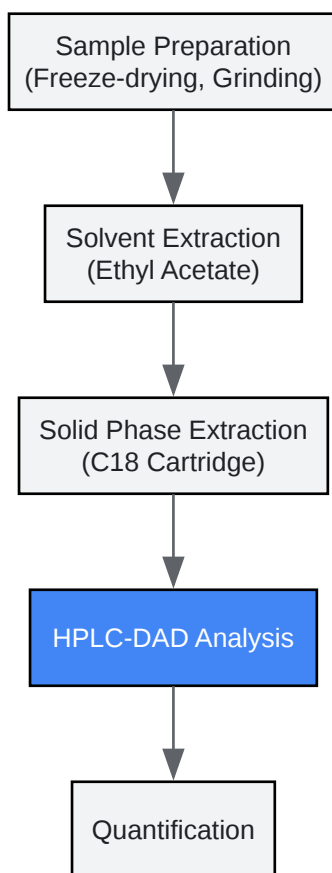 Sample Preparation
(Freeze-drying, Grinding)
Solvent Extraction
(Ethyl Acetate)
Solid Phase Extraction
(C18 Cartridge)
HPLC-DAD Analysis
Quantification